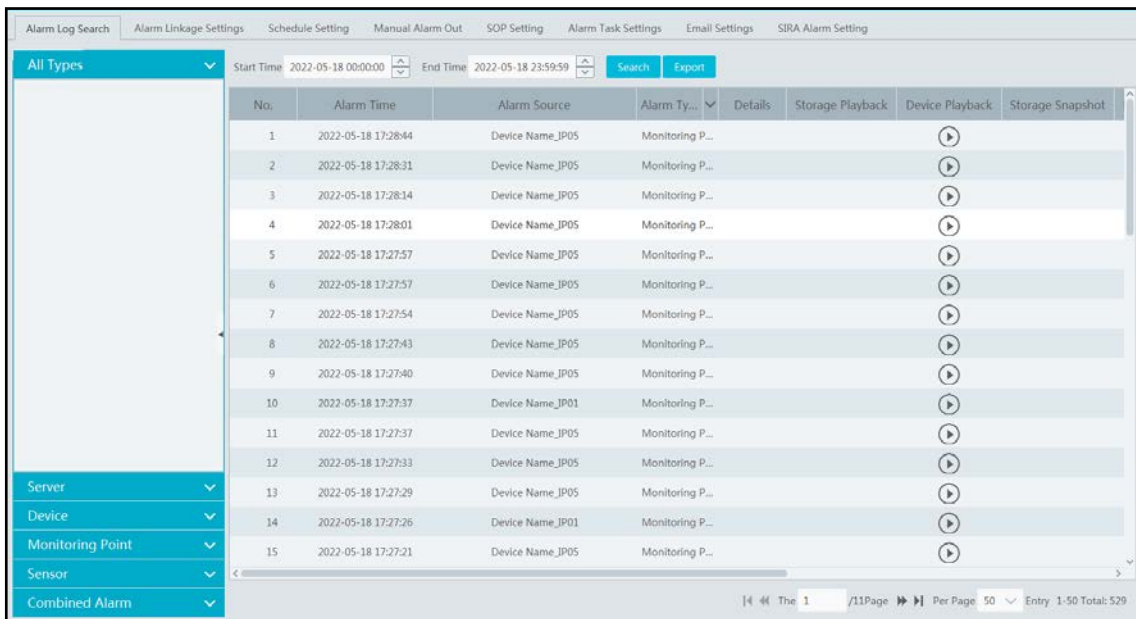 Alarm Log Search Alarm Linkage Settings Schedule Setting Manual Alarm Out SOP Setting Alarm Task Settings Email Settings SIRA Alarm Setting
All Types
Start Time 2022-05-18 00:00:00 End Time 2022-05-18 23:59:59 Search Export
No. Alarm Time Alarm Source Alarm Ty... Details Storage Playback Device Playback Storage Snapshot
1 2022-05-18 17:28:44 Device Name_IP05 Monitoring P...
2 2022-05-18 17:28:31 Device Name_IP05 Monitoring P...
3 2022-05-18 17:28:14 Device Name_IP05 Monitoring P...
4 2022-05-18 17:28:01 Device Name_IP05 Monitoring P...
5 2022-05-18 17:27:57 Device Name_IP05 Monitoring P...
6 2022-05-18 17:27:57 Device Name_IP05 Monitoring P...
7 2022-05-18 17:27:54 Device Name_IP05 Monitoring P...
8 2022-05-18 17:27:43 Device Name_IP05 Monitoring P...
9 2022-05-18 17:27:40 Device Name_IP05 Monitoring P...
10 2022-05-18 17:27:37 Device Name_IP01 Monitoring P...
11 2022-05-18 17:27:37 Device Name_IP05 Monitoring P...
12 2022-05-18 17:27:33 Device Name_IP05 Monitoring P...
13 2022-05-18 17:27:29 Device Name_IP05 Monitoring P...
14 2022-05-18 17:27:26 Device Name_IP01 Monitoring P...
15 2022-05-18 17:27:21 Device Name_IP05 Monitoring P...
Server
Device
Monitoring Point
Sensor
Combined Alarm
The 1 /11Page Per Page 50 Entry 1-50 Total: 529